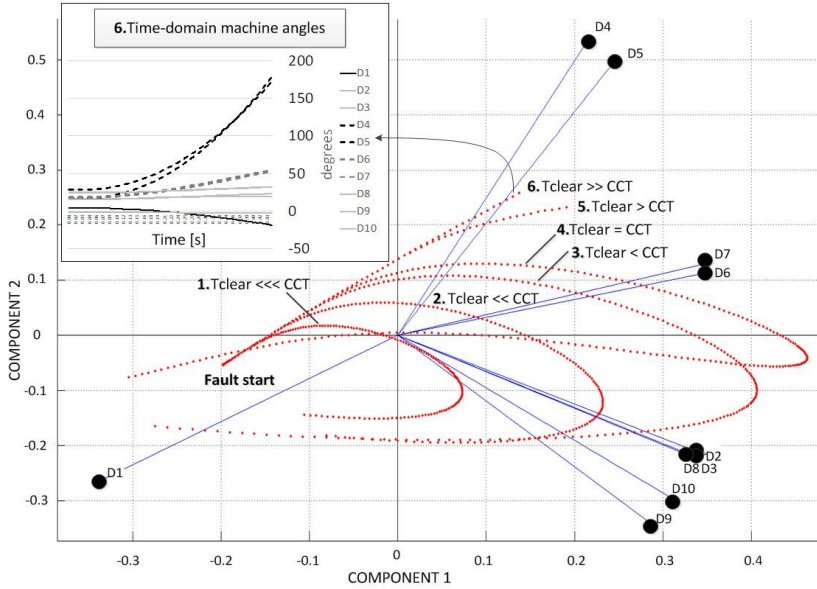 6.Time-domain machine angles
200
150
100
50
0
-50
degrees
Time [s]
D1
D2
D3
D4
D5
D6
D7
D8
D9
D10
D4
D5
6. Tclear >> CCT
5. Tclear > CCT
4. Tclear = CCT
3. Tclear < CCT
2. Tclear << CCT
1. Tclear <<< CCT
D7
D6
Fault start
D1
D2
D8 D3
D10
D9
0.5
0.4
0.3
0.2
0.1
0
-0.1
-0.2
-0.3
COMPONENT 2
-0.3
-0.2
-0.1
0
0.1
0.2
0.3
0.4
COMPONENT 1